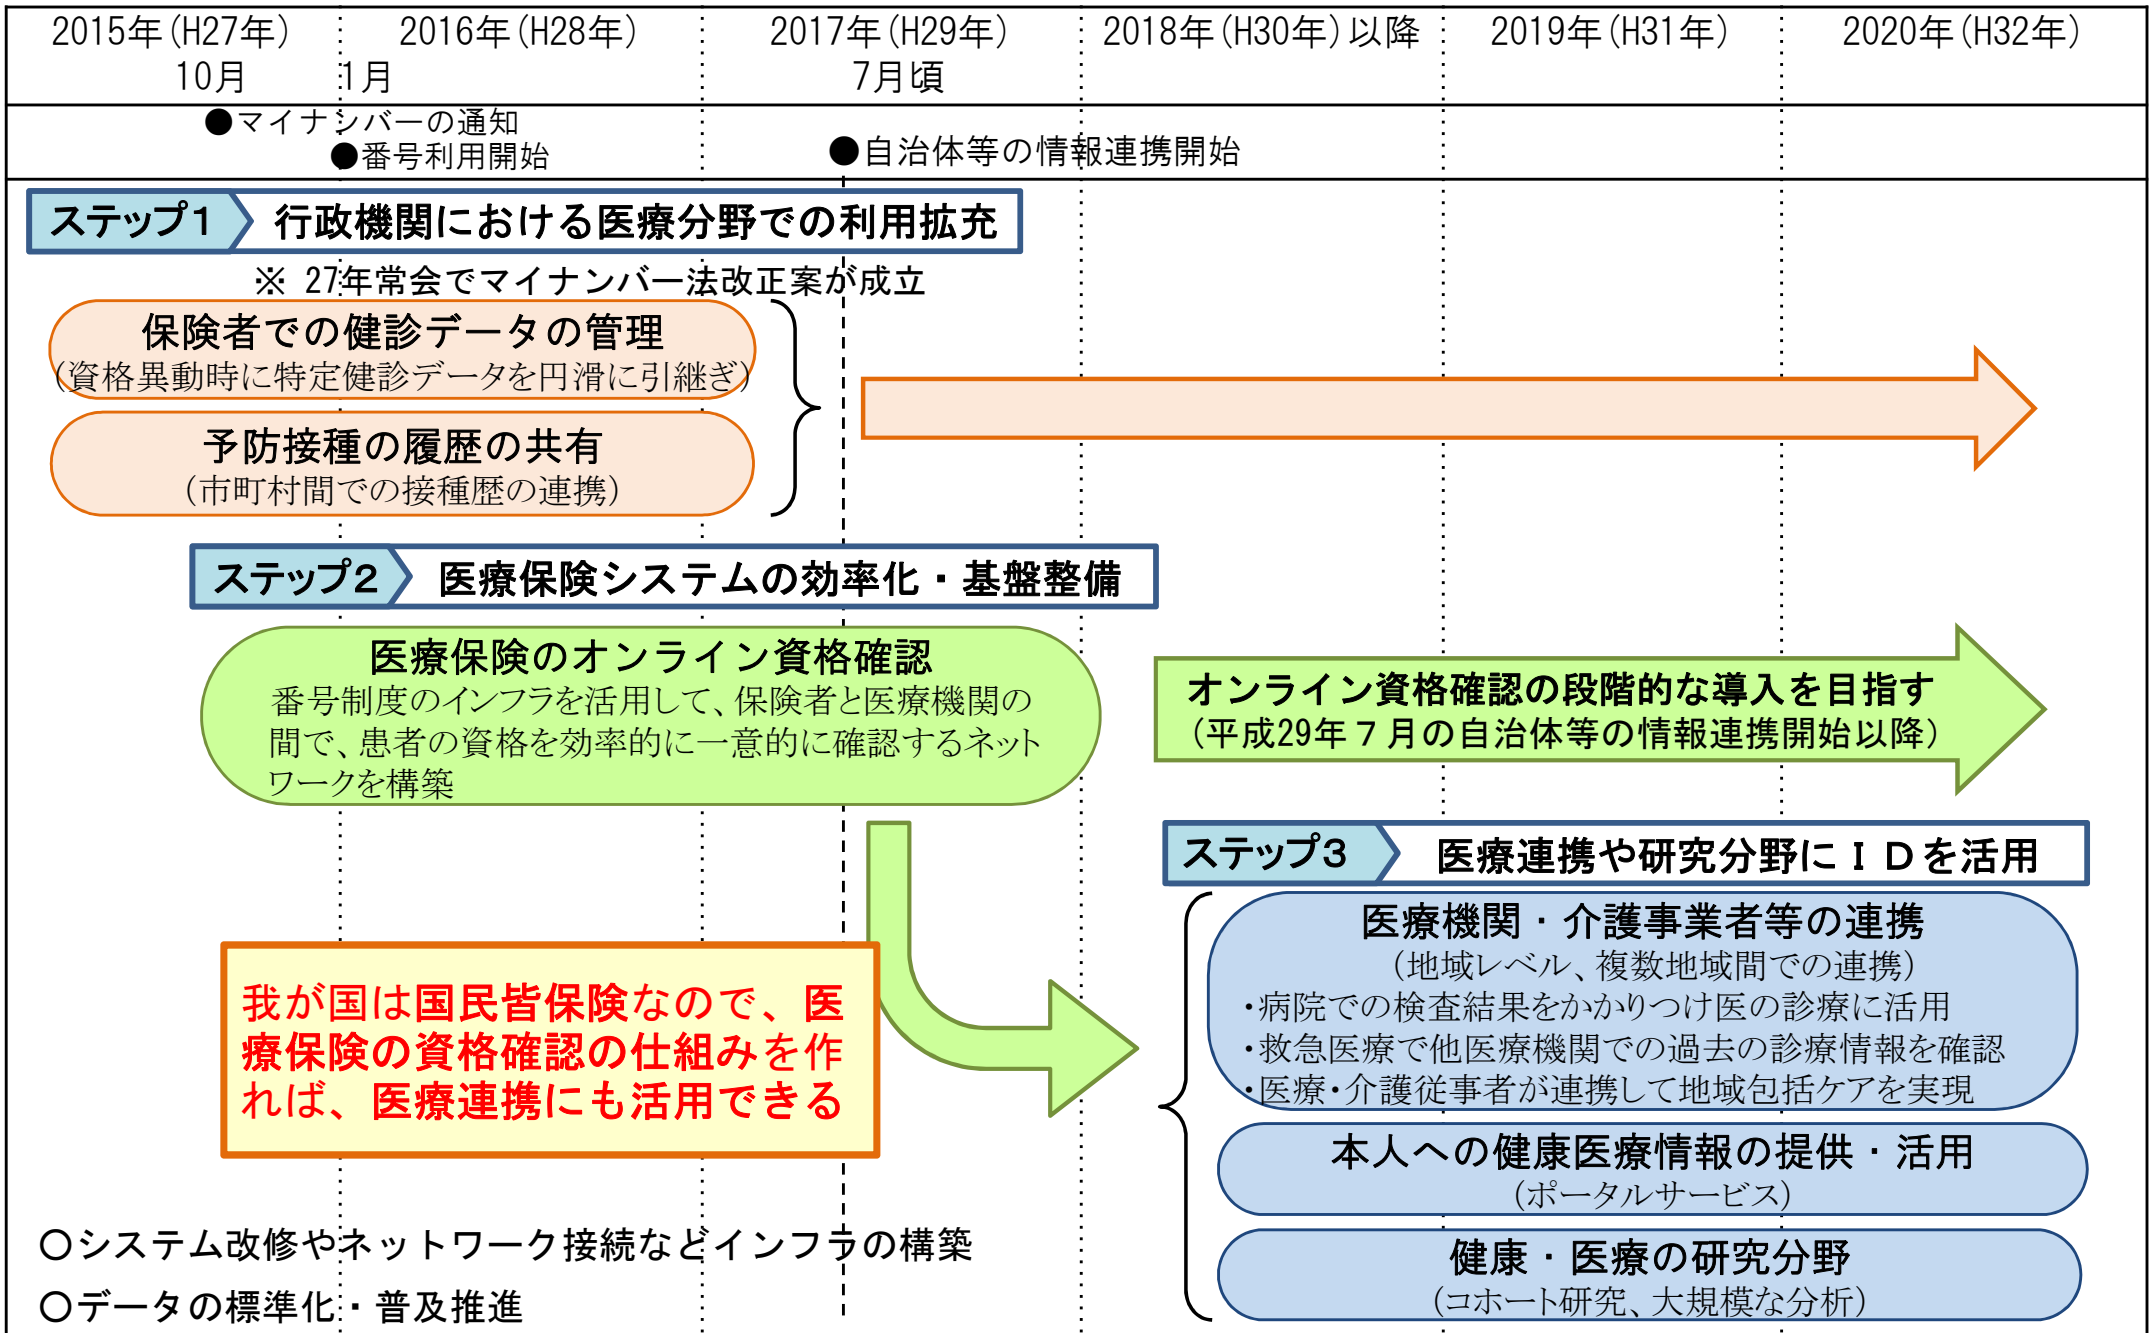 2015年(H27年) 2016年(H28年) 2017年(H29年) 2018年(H30年)以降 2019年(H31年) 2020年(H32年)
10月 1月 7月頃
●マイナンバーの通知
●番号利用開始
●自治体等の情報連携開始
ステップ1 行政機関における医療分野での利用拡充
※ 27年常会でマイナンバー法改正案が成立
保険者での健診データの管理
(資格異動時に特定健診データを円滑に引継ぎ)
予防接種の履歴の共有
(市町村間での接種歴の連携)
ステップ2 医療保険システムの効率化・基盤整備
医療保険のオンライン資格確認
番号制度のインフラを活用して、保険者と医療機関の
間で、患者の資格を効率的に一意的に確認するネット
ワークを構築
オンライン資格確認の段階的な導入を目指す
(平成29年7月の自治体等の情報連携開始以降)
我が国は国民皆保険なので、医
療保険の資格確認の仕組みを作
れば、医療連携にも活用できる
ステップ3 医療連携や研究分野にIDを活用
医療機関・介護事業者等の連携
(地域レベル、複数地域間での連携)
・病院での検査結果をかかりつけ医の診療に活用
・救急医療で他医療機関での過去の診療情報を確認
・医療・介護従事者が連携して地域包括ケアを実現
本人への健康医療情報の提供・活用
(ポータルサービス)
健康・医療の研究分野
(コホート研究、大規模な分析)
○システム改修やネットワーク接続などインフラの構築
○データの標準化・普及推進